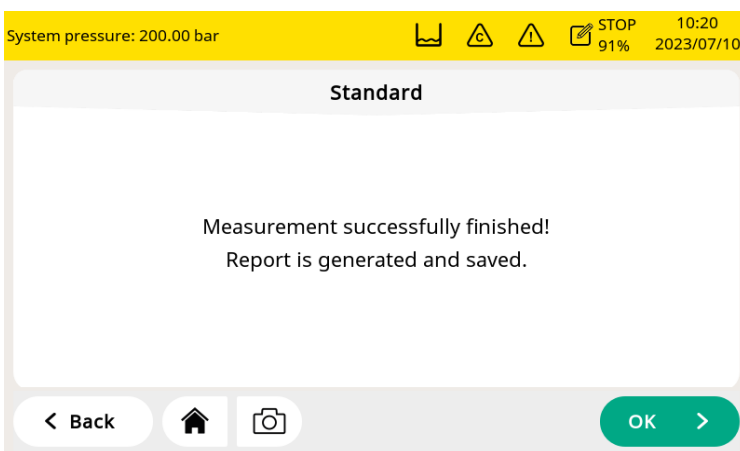 System pressure: 200.00 bar
C
!
STOP
91%
10:20
2023/07/10
Standard
Measurement successfully finished!
Report is generated and saved.
Back
OK